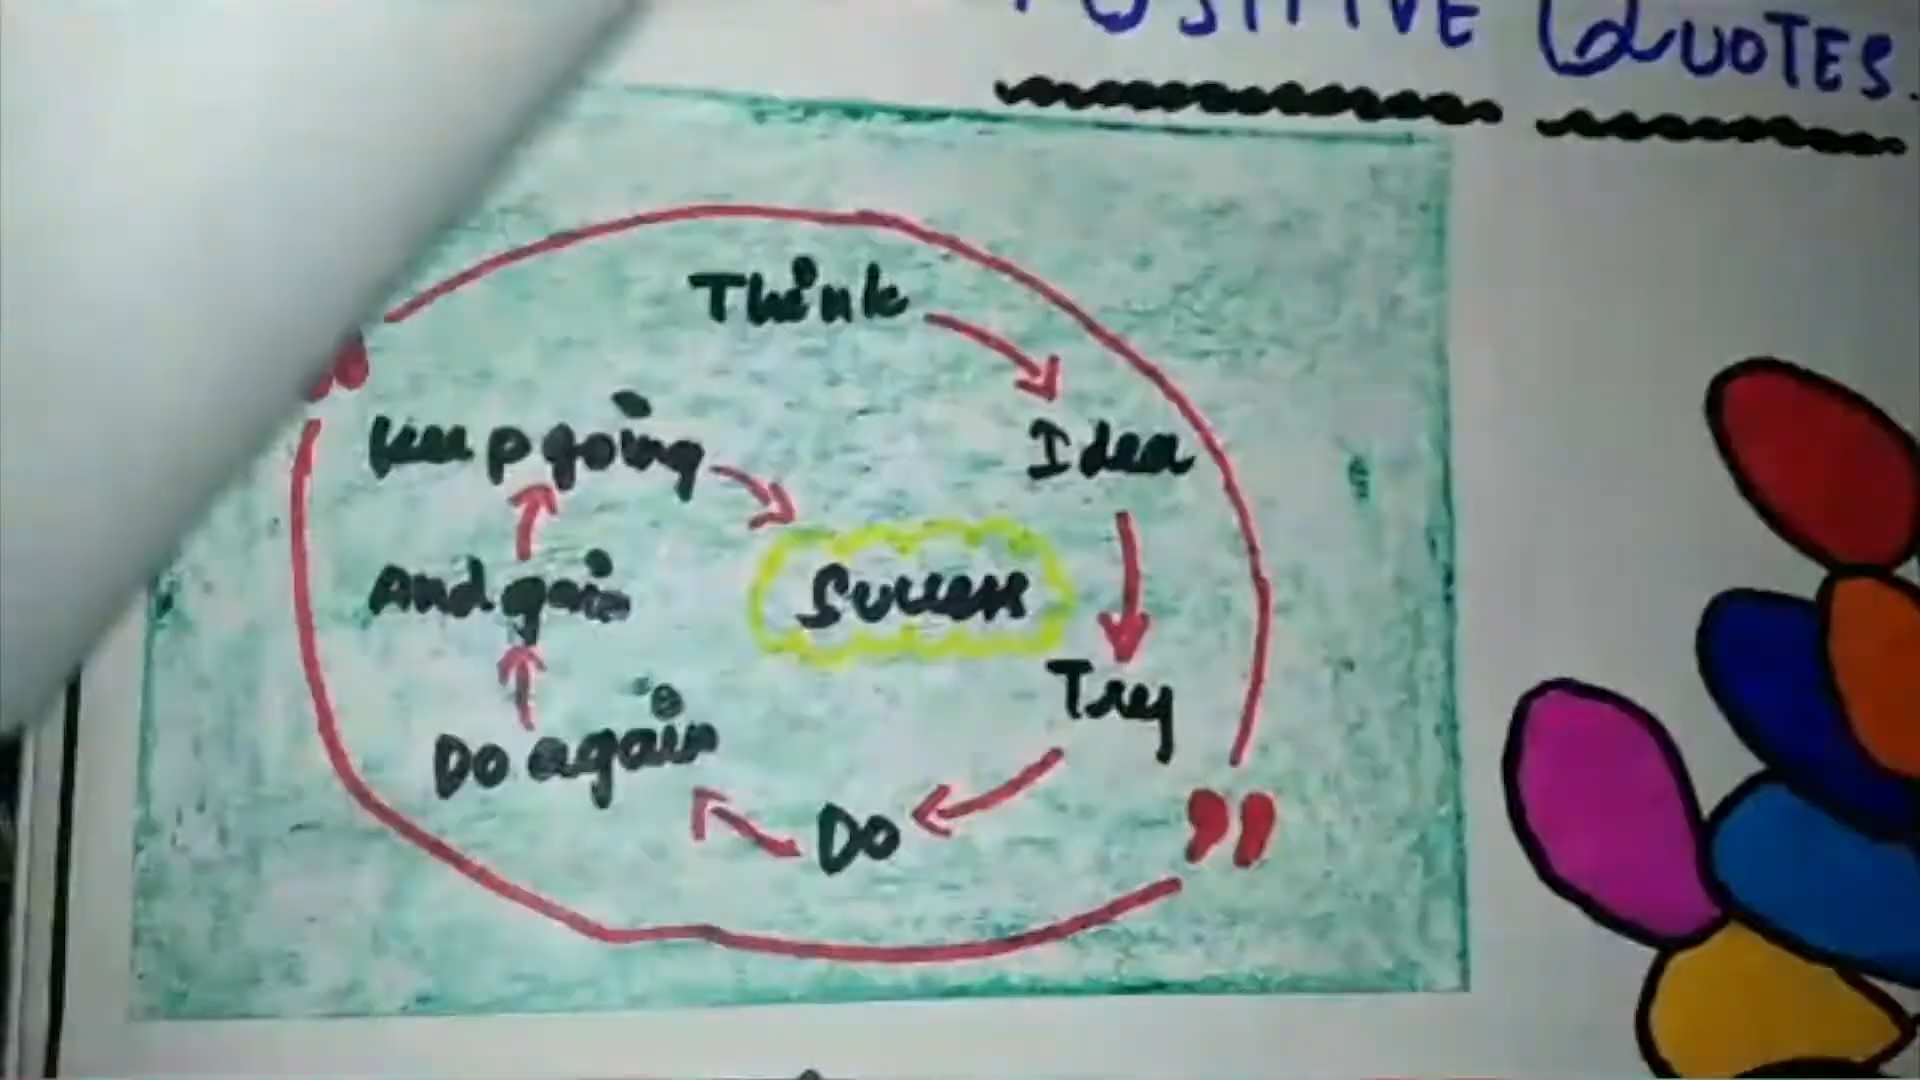 POSITIVE QUOTES.
Think
Idea
Try
Do
Do again
And gain
Keep going
Success